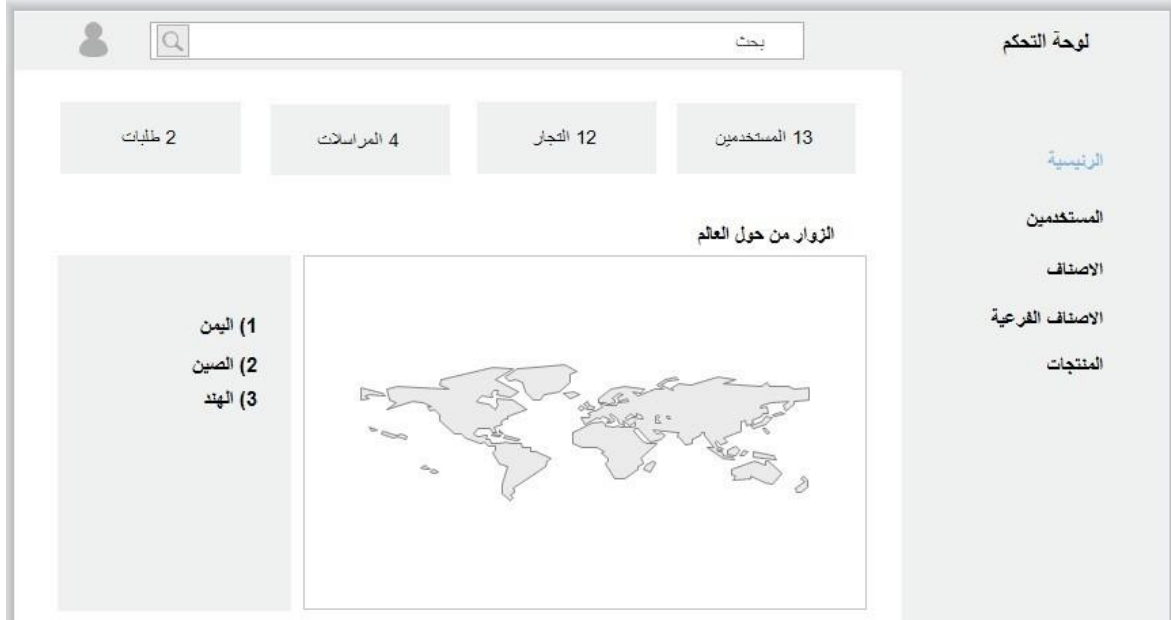 لوحة التحكم
بحث
الرئيسية
المستخدمين
الاصناف
الاصناف الفرعية
المنتجات
13 المستخدمين
12 التجار
4 المراسلات
2 طلبات
الزوار من حول العالم
1) اليمن
2) الصين
3) الهند